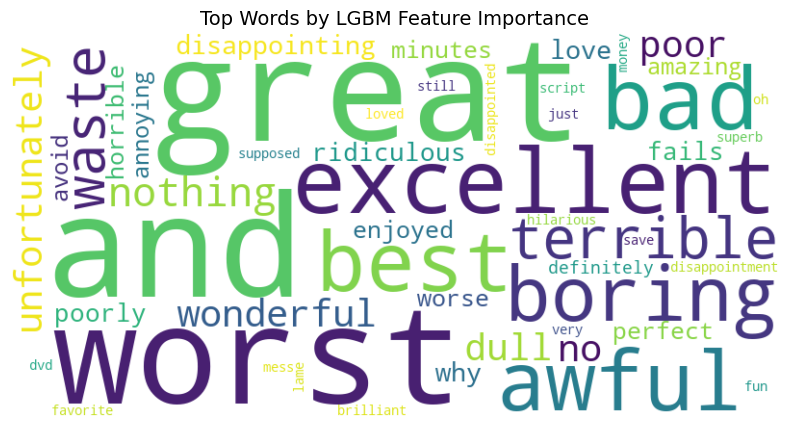 Top Words by LGBM Feature Importance
unfortunately
waste
disappointing
great
minutes
love
poor
money
amazing
bad
oh
superb
avoid
horrible
annoying
still
loved
disappointed
script
just
supposed
ridiculous
fails
nothing
excellent
and
enjoyed
best
hilarious
terrible
save
definitely
disappointment
boring
poorly
wonderful
worse
worst
dull
no
very
perfect
why
awful
dvd
messe
lame
favorite
brilliant
fun